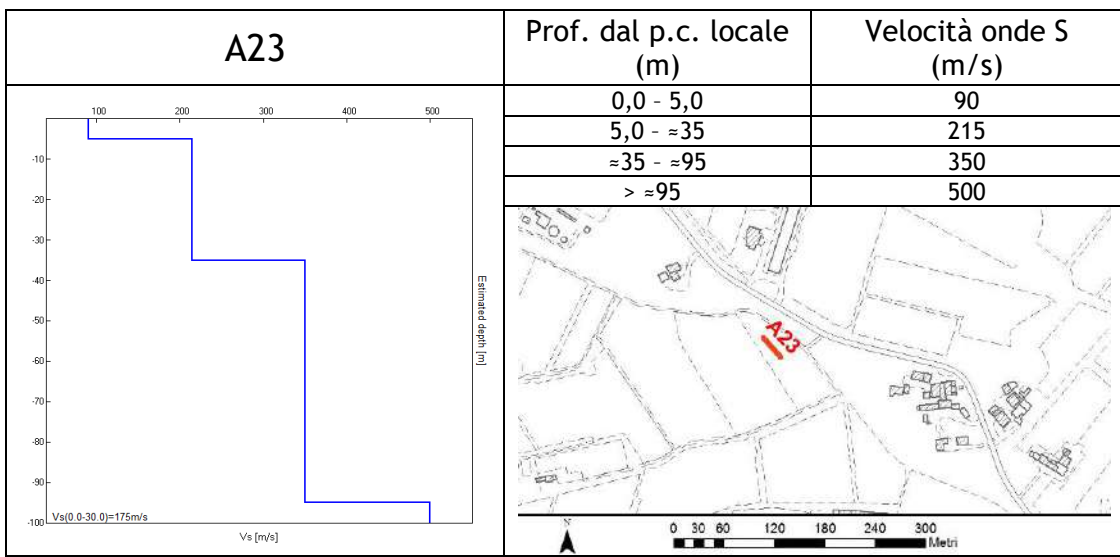 A23
Prof. dal p.c. locale
(m)
Velocità onde S
(m/s)
0,0 – 5,0 90
5,0 – ≈35 215
≈35 – ≈95 350
> ≈95 500
100 200 300 400 500
-10
-20
-30
-40
-50
-60
-70
-80
-90
-100
Estimated depth [m]
Vs(0.0-30.0)=175m/s
Vs [m/s]
A23
N
0 30 60 120 180 240 300
Metri